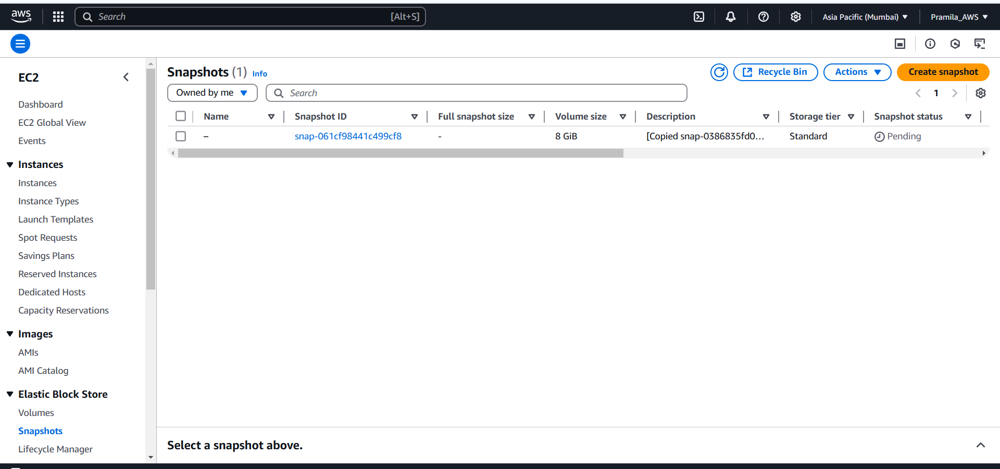 aws
Search [Alt+S]
Asia Pacific (Mumbai) Pramila_AWS
EC2
Dashboard
EC2 Global View
Events
Instances
Instances
Instance Types
Launch Templates
Spot Requests
Savings Plans
Reserved Instances
Dedicated Hosts
Capacity Reservations
Images
AMIs
AMI Catalog
Elastic Block Store
Volumes
Snapshots
Lifecycle Manager
Snapshots (1) Info
Recycle Bin Actions Create snapshot
Owned by me Search 1
Name Snapshot ID Full snapshot size Volume size Description Storage tier Snapshot status
– snap-061cf98441c499cf8 - 8 GiB [Copied snap-0386835fd0... Standard Pending
Select a snapshot above.